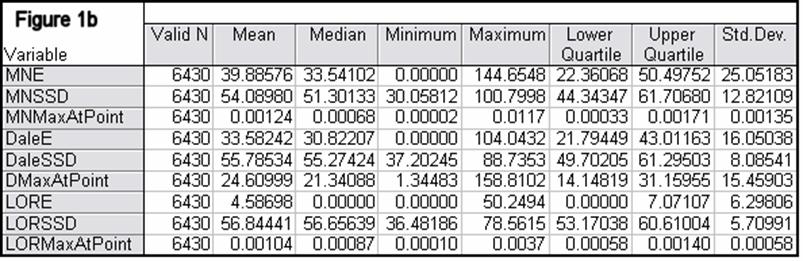 Figure 1b
Variable Valid N Mean Median Minimum Maximum Lower Quartile Upper Quartile Std.Dev.
MNE 6430 39.88576 33.54102 0.00000 144.6548 22.36068 50.49752 25.05183
MNSSD 6430 54.08980 51.30133 30.05812 100.7998 44.34347 61.70680 12.82109
MNMaxAtPoint 6430 0.00124 0.00068 0.00002 0.0117 0.00033 0.00171 0.00135
DaleE 6430 33.58242 30.82207 0.00000 104.0432 21.79449 43.01163 16.05038
DaleSSD 6430 55.78534 55.27424 37.20245 88.7353 49.70205 61.29503 8.08541
DMaxAtPoint 6430 24.60999 21.34088 1.34483 158.8102 14.14819 31.15955 15.45903
LORE 6430 4.58698 0.00000 0.00000 50.2494 0.00000 7.07107 6.29806
LORSSD 6430 56.84441 56.65639 36.48186 78.5615 53.17038 60.61004 5.70991
LORMaxAtPoint 6430 0.00104 0.00087 0.00010 0.0037 0.00058 0.00140 0.00058